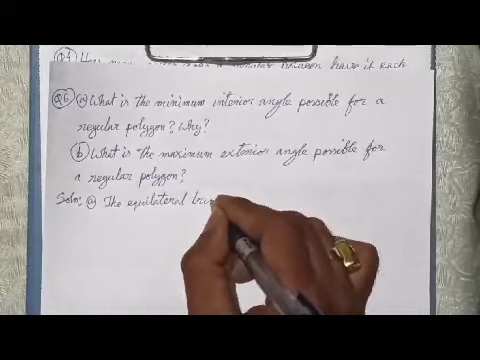 Q6 a) What is the minimum interior angle possible for a
regular polygon? Why?
b) What is the maximum exterior angle possible for
a regular polygon?
Soln: a) The equilateral